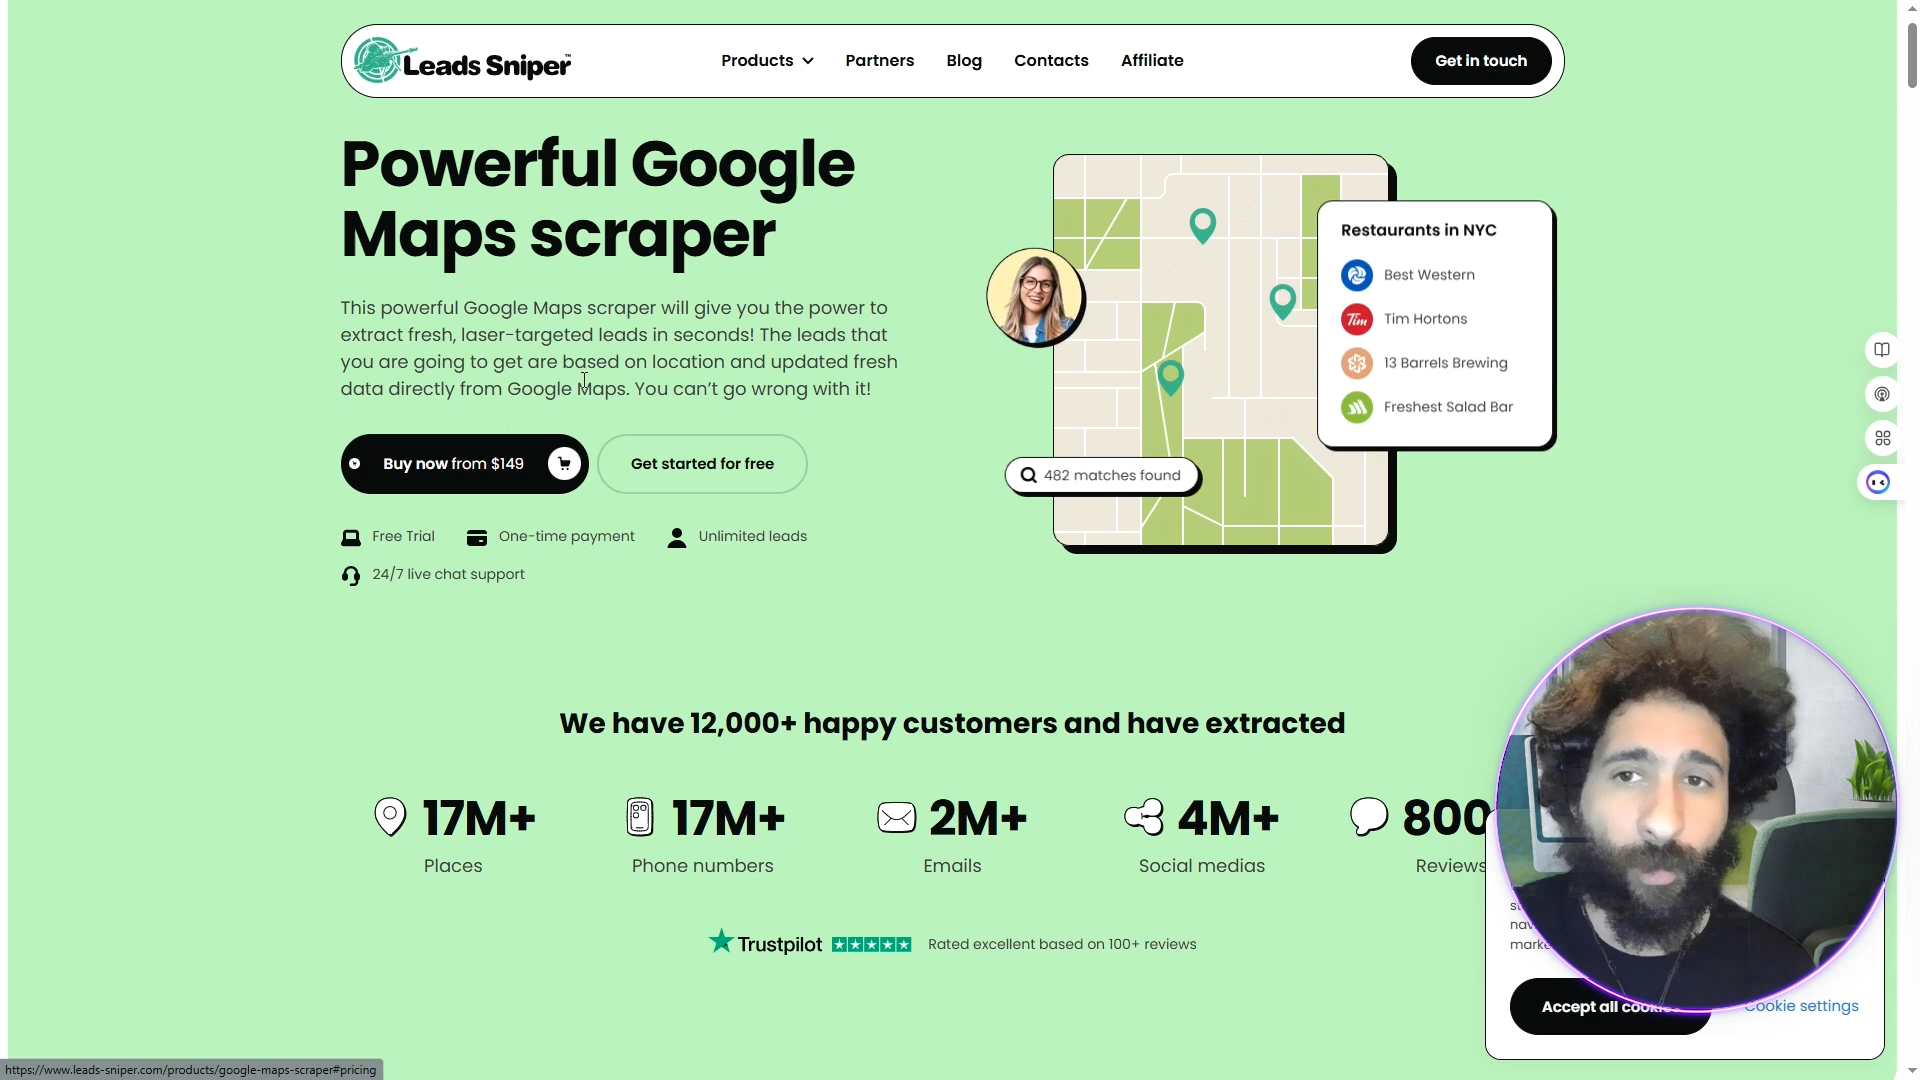 Leads Sniper™
Products
Partners
Blog
Contacts
Affiliate
Get in touch
Powerful Google
Maps scraper
This powerful Google Maps scraper will give you the power to
extract fresh, laser-targeted leads in seconds! The leads that
you are going to get are based on location and updated fresh
data directly from Google Maps. You can't go wrong with it!
Buy now from $149
Get started for free
Free Trial
One-time payment
Unlimited leads
24/7 live chat support
Restaurants in NYC
Best Western
Tim
Tim Hortons
13 Barrels Brewing
Freshest Salad Bar
482 matches found
We have 12,000+ happy customers and have extracted
17M+
Places
17M+
Phone numbers
2M+
Emails
4M+
Social medias
800
Reviews
Trustpilot
Rated excellent based on 100+ reviews
Accept all
Cookie settings
https://www.leads-sniper.com/products/google-maps-scraper#pricing